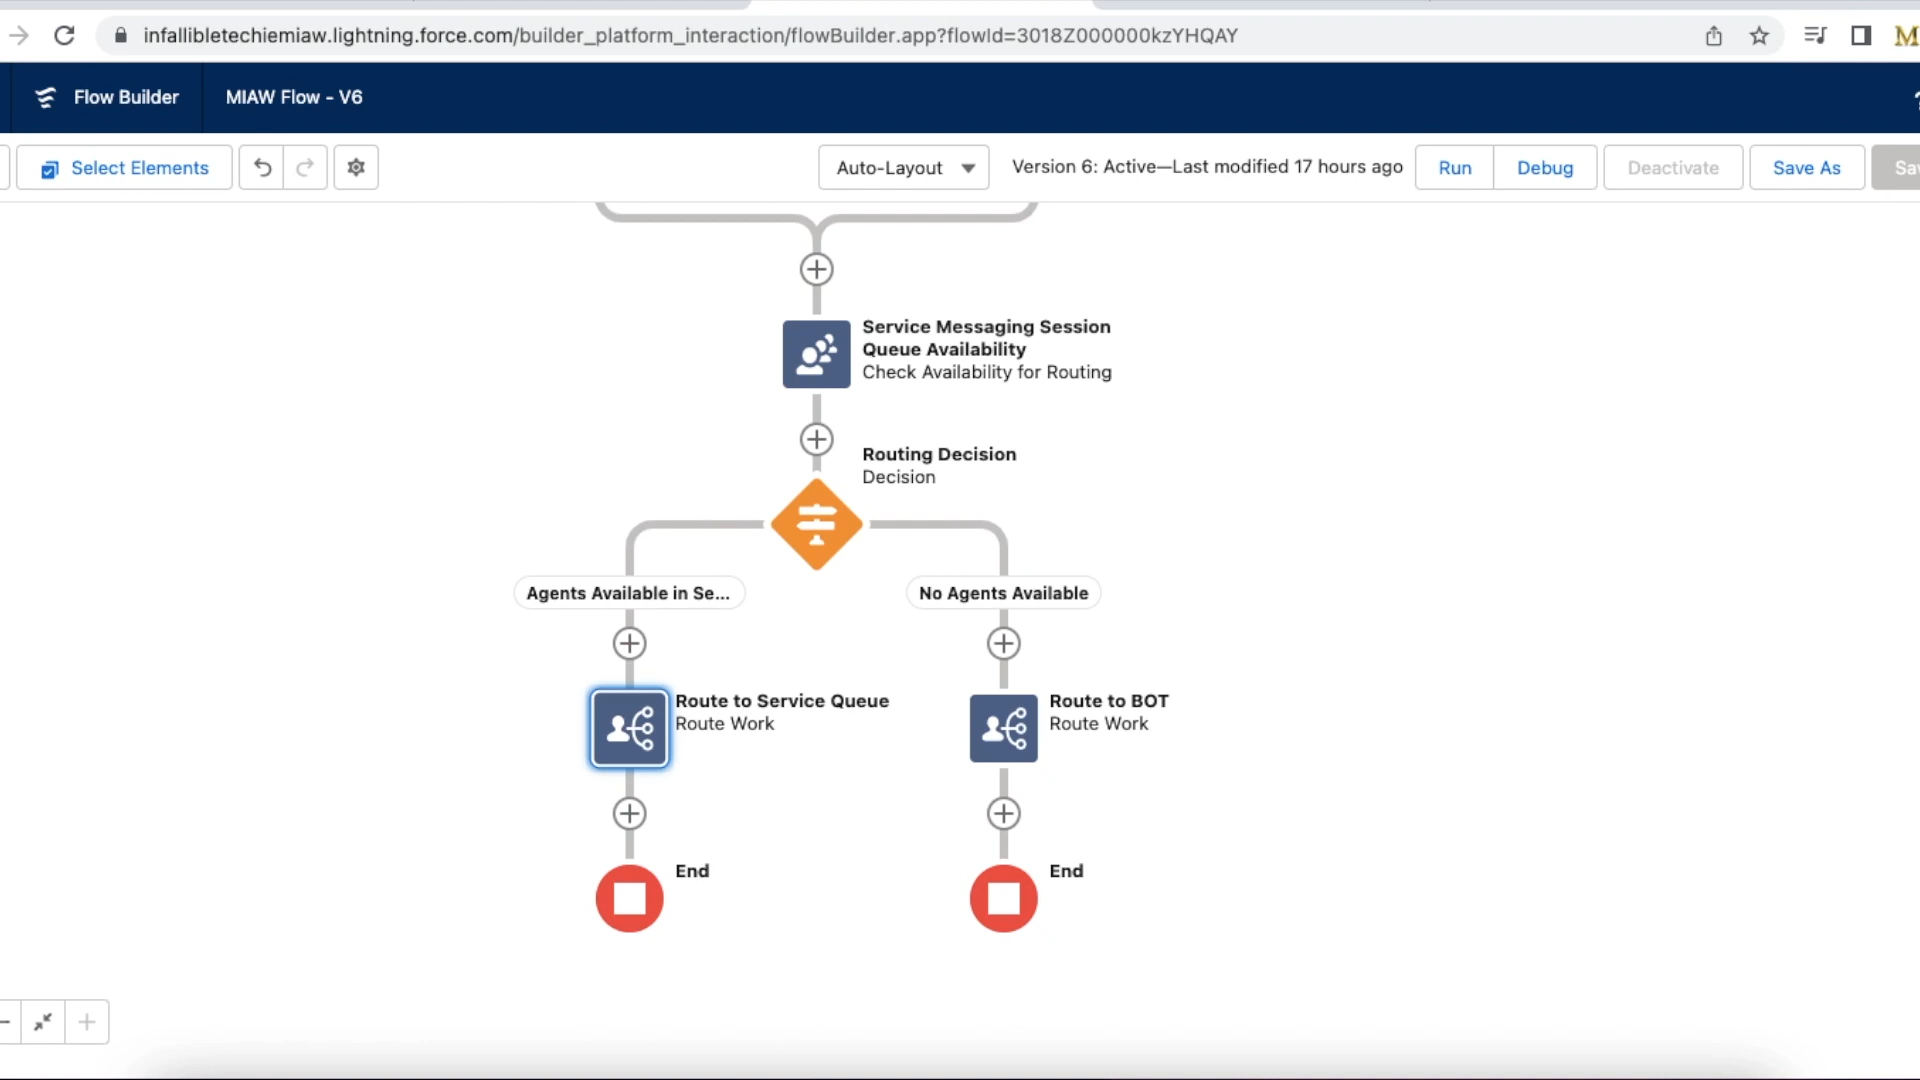 infallibletechiemiaw.lightning.force.com/builder_platform_interaction/flowBuilder.app?flowId=3018Z000000kzYHQAY
Flow Builder
MIAW Flow - V6
Select Elements
Auto-Layout
Version 6: Active—Last modified 17 hours ago
Run
Debug
Deactivate
Save As
Service Messaging Session
Queue Availability
Check Availability for Routing
Routing Decision
Decision
Agents Available in Se...
No Agents Available
Route to Service Queue
Route Work
Route to BOT
Route Work
End
End